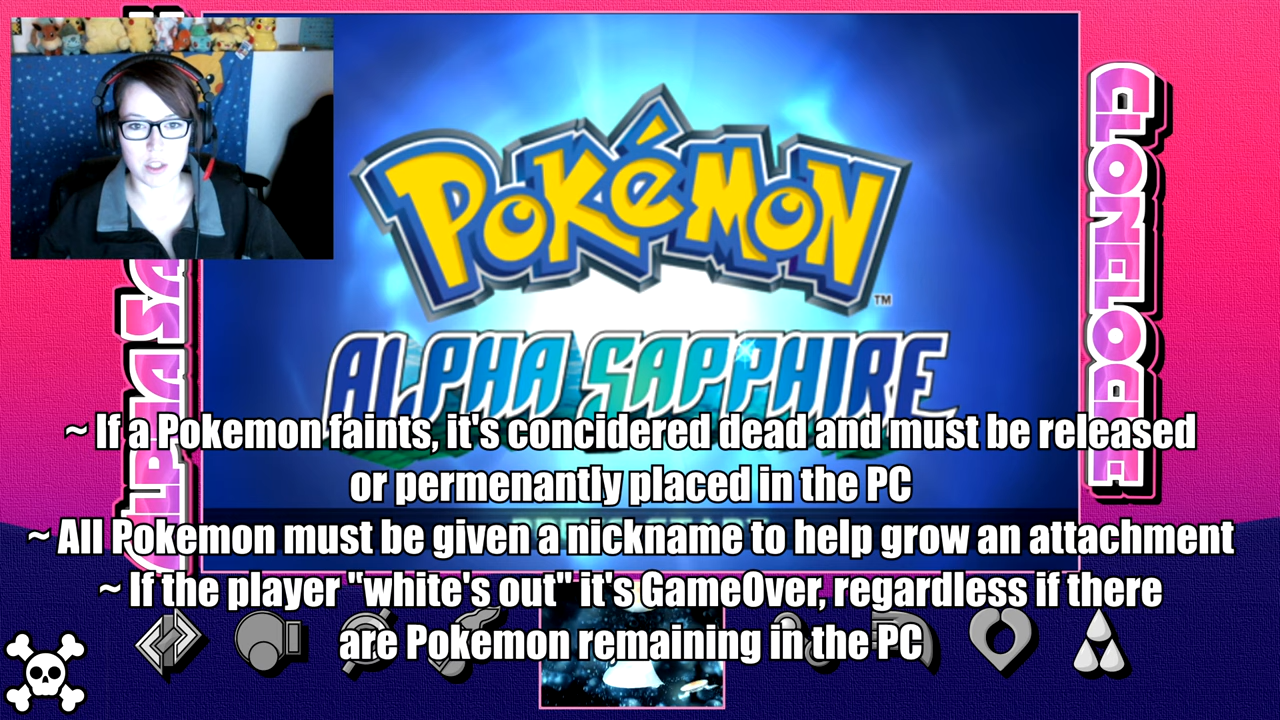 POKéMON
TM
ALPHA SAPPHIRE
CLONELOCKE
~ If a Pokemon faints, it's concidered dead and must be released
or permenantly placed in the PC
~ All Pokemon must be given a nickname to help grow an attachment
~ If the player "white's out" it's GameOver, regardless if there
are Pokemon remaining in the PC